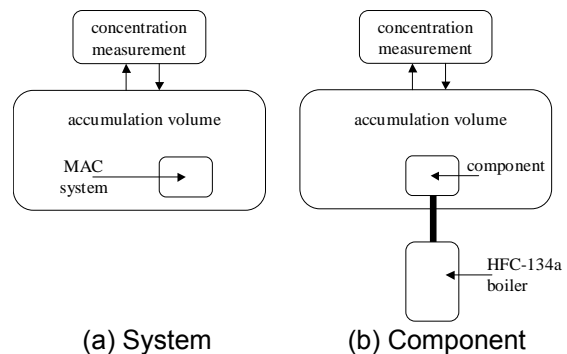 concentration
measurement
accumulation volume
MAC
system
(a) System
concentration
measurement
accumulation volume
component
HFC-134a
boiler
(b) Component